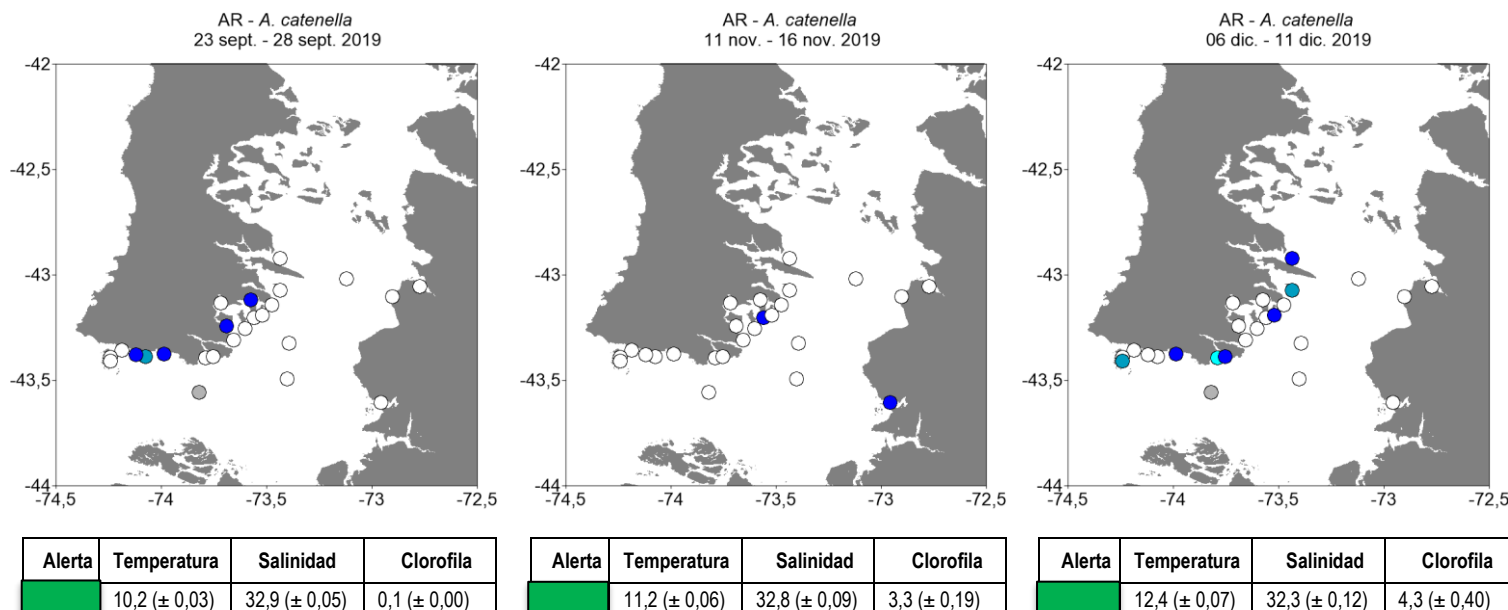 AR - A. catenella
23 sept. - 28 sept. 2019
-42
-42,5
-43
-43,5
-44
-74,5 -74 -73,5 -73 -72,5
Alerta Temperatura Salinidad Clorofila
10,2 (± 0,03) 32,9 (± 0,05) 0,1 (± 0,00)
AR - A. catenella
11 nov. - 16 nov. 2019
-42
-42,5
-43
-43,5
-44
-74,5 -74 -73,5 -73 -72,5
Alerta Temperatura Salinidad Clorofila
11,2 (± 0,06) 32,8 (± 0,09) 3,3 (± 0,19)
AR - A. catenella
06 dic. - 11 dic. 2019
-42
-42,5
-43
-43,5
-44
-74,5 -74 -73,5 -73 -72,5
Alerta Temperatura Salinidad Clorofila
12,4 (± 0,07) 32,3 (± 0,12) 4,3 (± 0,40)